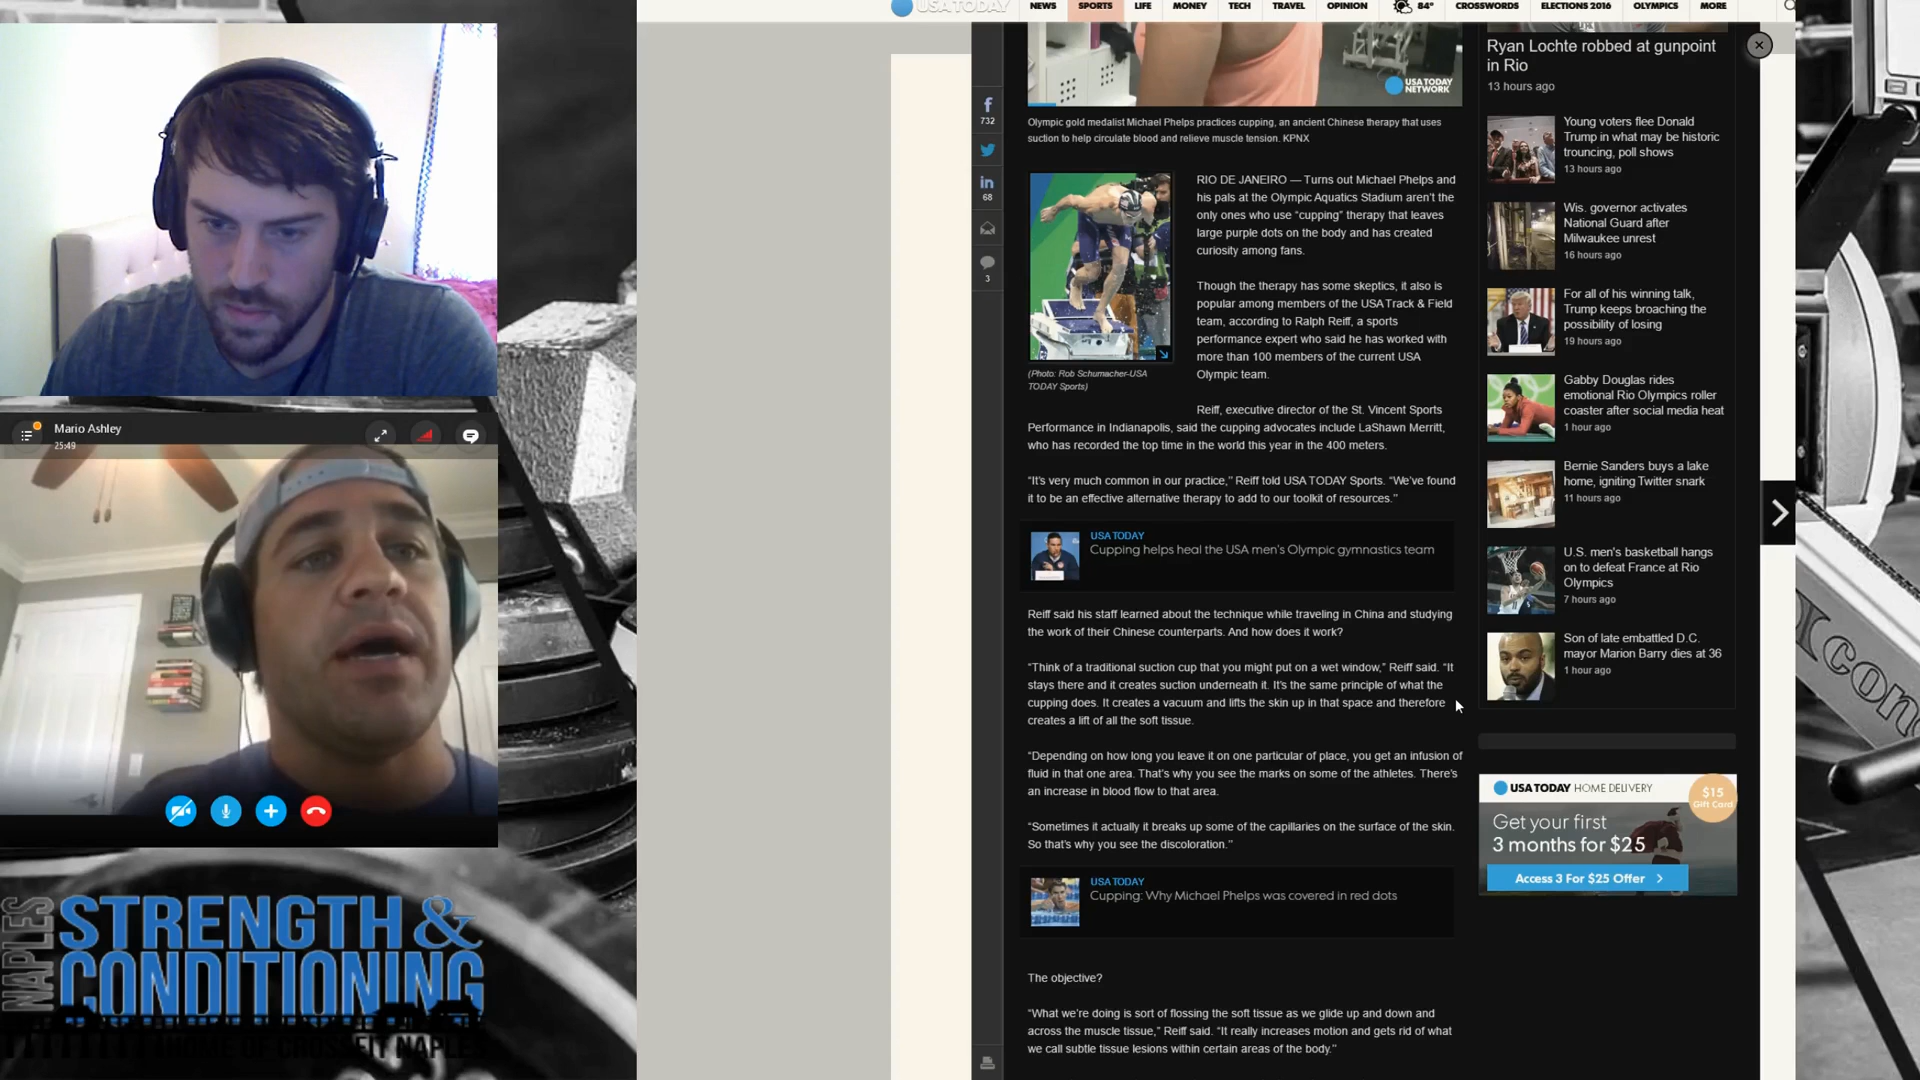 USA TODAY
NEWS
SPORTS
LIFE
MONEY
TECH
TRAVEL
OPINION
84°
CROSSWORDS
ELECTIONS 2016
OLYMPICS
MORE
Mario Ashley
25:49
NAPLES
STRENGTH &
CONDITIONING
HOME OF CROSSFIT NAPLES
732
68
3
USA TODAY
NETWORK
Olympic gold medalist Michael Phelps practices cupping, an ancient Chinese therapy that uses
suction to help circulate blood and relieve muscle tension. KPNX
(Photo: Rob Schumacher-USA
TODAY Sports)
RIO DE JANEIRO — Turns out Michael Phelps and
his pals at the Olympic Aquatics Stadium aren't the
only ones who use “cupping” therapy that leaves
large purple dots on the body and has created
curiosity among fans.
Though the therapy has some skeptics, it also is
popular among members of the USA Track & Field
team, according to Ralph Reiff, a sports
performance expert who said he has worked with
more than 100 members of the current USA
Olympic team.
Reiff, executive director of the St. Vincent Sports
Performance in Indianapolis, said the cupping advocates include LaShawn Merritt,
who has recorded the top time in the world this year in the 400 meters.
“It's very much common in our practice,” Reiff told USA TODAY Sports. “We've found
it to be an effective alternative therapy to add to our toolkit of resources.”
USA TODAY
Cupping helps heal the USA men's Olympic gymnastics team
Reiff said his staff learned about the technique while traveling in China and studying
the work of their Chinese counterparts. And how does it work?
“Think of a traditional suction cup that you might put on a wet window,” Reiff said. “It
stays there and it creates suction underneath it. It's the same principle of what the
cupping does. It creates a vacuum and lifts the skin up in that space and therefore
creates a lift of all the soft tissue.
“Depending on how long you leave it on one particular of place, you get an infusion of
fluid in that one area. That's why you see the marks on some of the athletes. There's
an increase in blood flow to that area.
“Sometimes it actually it breaks up some of the capillaries on the surface of the skin.
So that's why you see the discoloration.”
USA TODAY
Cupping: Why Michael Phelps was covered in red dots
The objective?
“What we're doing is sort of flossing the soft tissue as we glide up and down and
across the muscle tissue,” Reiff said. “It really increases motion and gets rid of what
we call subtle tissue lesions within certain areas of the body.”
Ryan Lochte robbed at gunpoint
in Rio
13 hours ago
Young voters flee Donald
Trump in what may be historic
trouncing, poll shows
13 hours ago
Wis. governor activates
National Guard after
Milwaukee unrest
16 hours ago
For all of his winning talk,
Trump keeps broaching the
possibility of losing
19 hours ago
Gabby Douglas rides
emotional Rio Olympics roller
coaster after social media heat
1 hour ago
Bernie Sanders buys a lake
home, igniting Twitter snark
11 hours ago
U.S. men's basketball hangs
on to defeat France at Rio
Olympics
7 hours ago
Son of late embattled D.C.
mayor Marion Barry dies at 36
1 hour ago
USA TODAY HOME DELIVERY
$15
Gift Card
Get your first
3 months for $25
Access 3 For $25 Offer
Icon